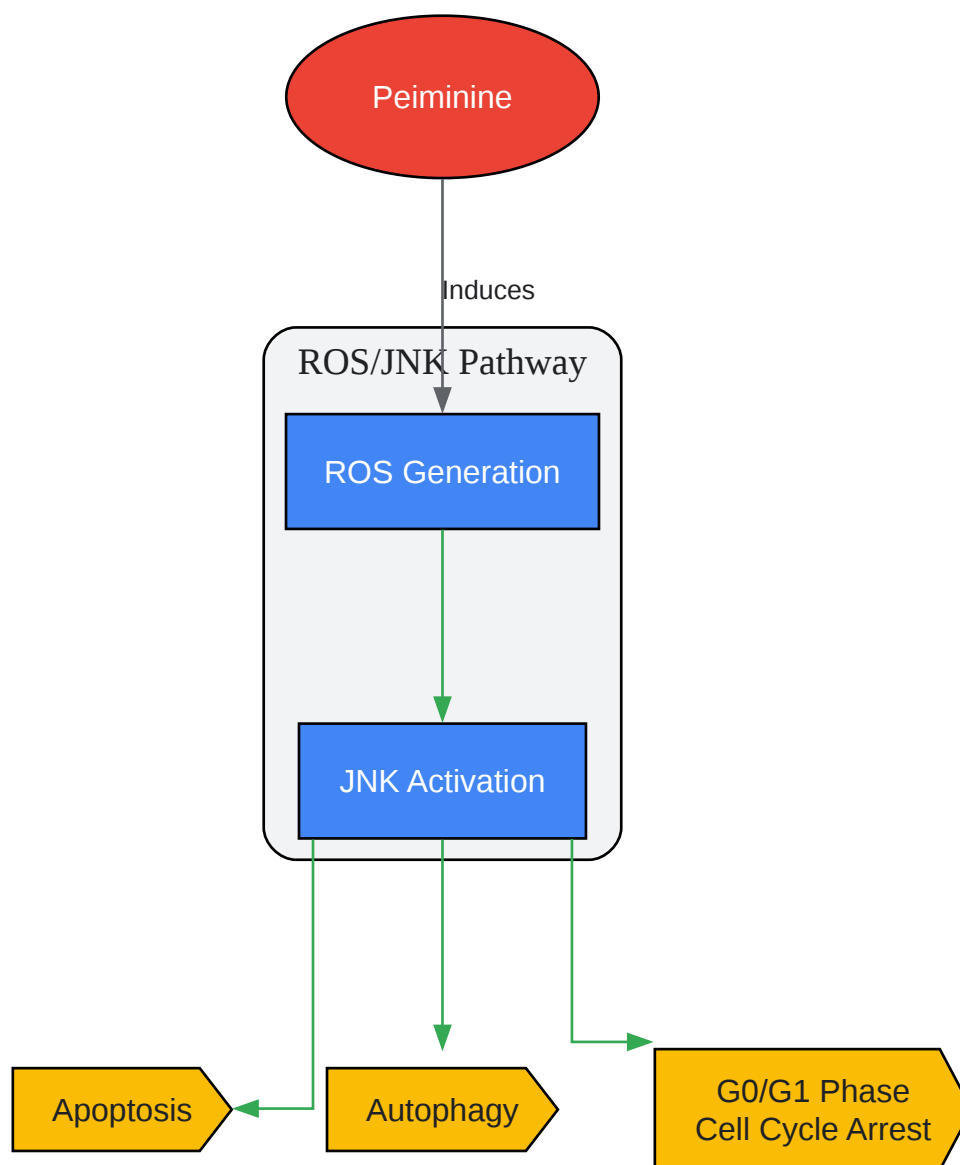 Peiminine
Induces
ROS/JNK Pathway
ROS Generation
JNK Activation
Apoptosis
Autophagy
G0/G1 Phase
Cell Cycle Arrest